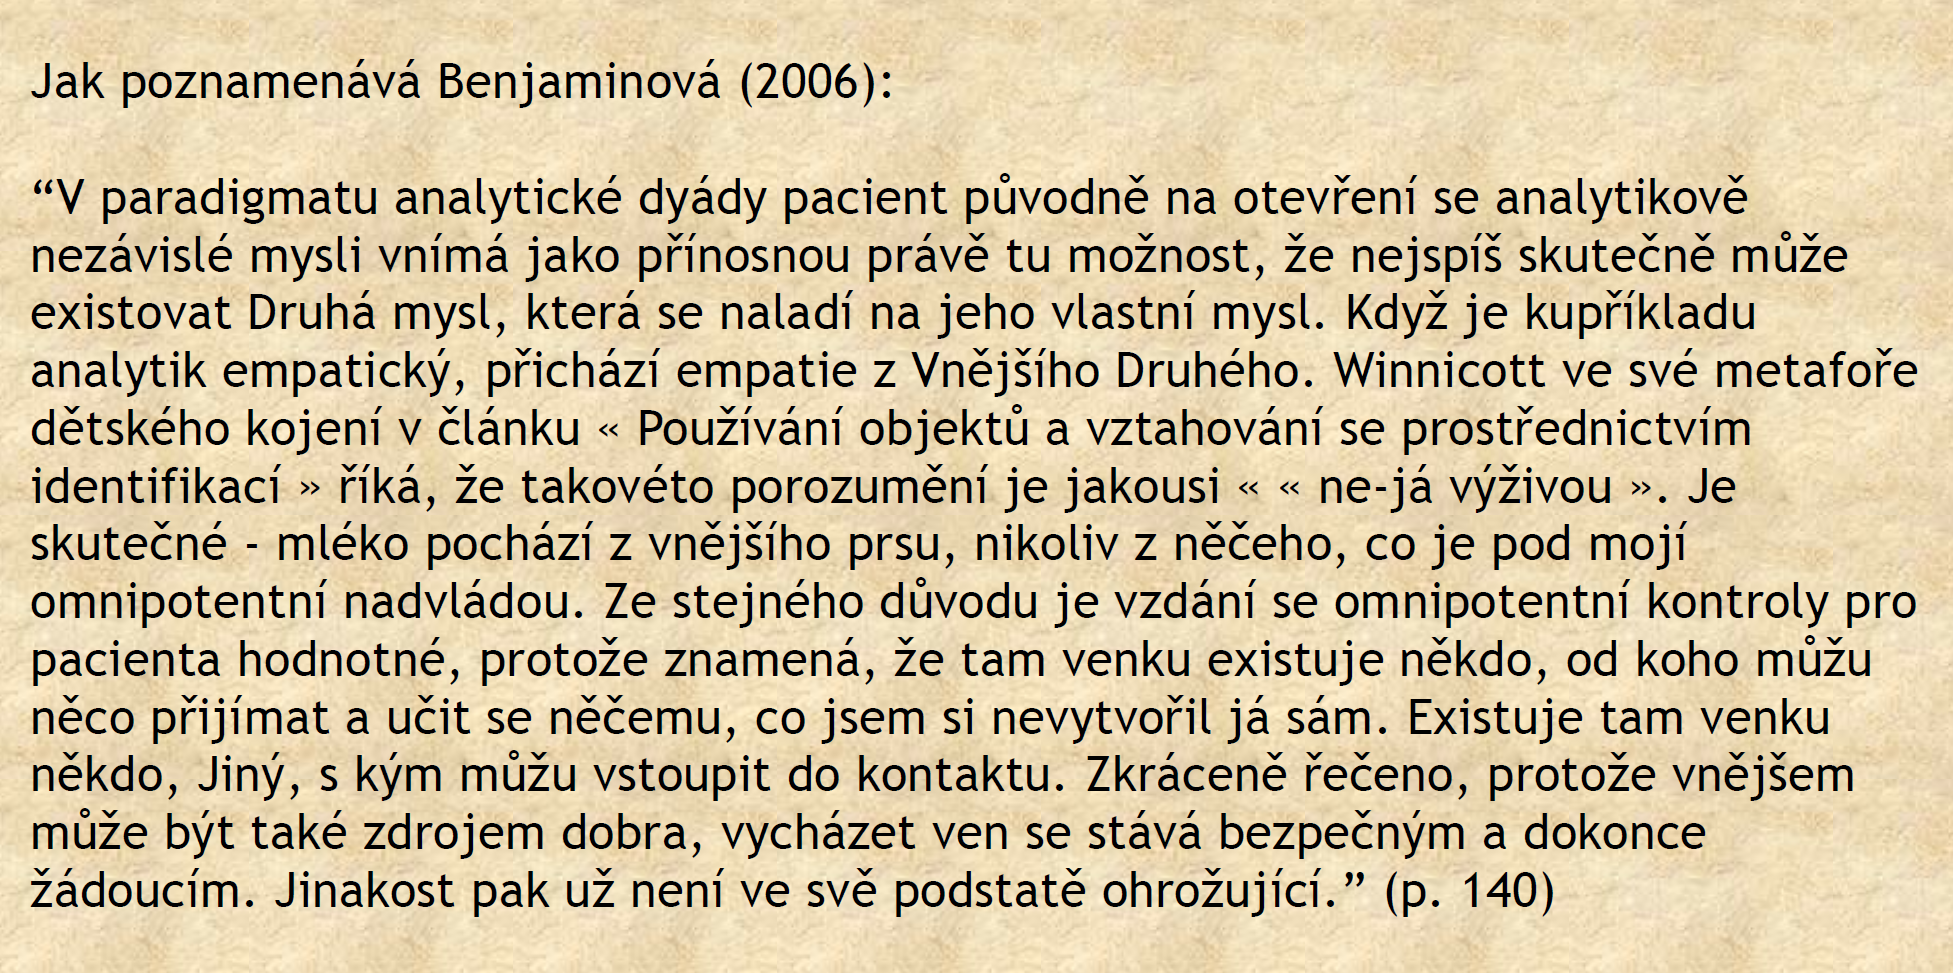 Jak poznamenává Benjaminová (2006):
“V paradigmatu analytické dyády pacient původně na otevření se analytikově
nezávislé mysli vnímá jako přínosnou právě tu možnost, že nejspíš skutečně může
existovat Druhá mysl, která se naladí na jeho vlastní mysl. Když je kupříkladu
analytik empatický, přichází empatie z Vnějšího Druhého. Winnicott ve své metafoře
dětského kojení v článku « Používání objektů a vztahování se prostřednictvím
identifikací » říká, že takovéto porozumění je jakousi « « ne-já výživou ». Je
skutečné - mléko pochází z vnějšího prsu, nikoliv z něčeho, co je pod mojí
omnipotentní nadvládou. Ze stejného důvodu je vzdání se omnipotentní kontroly pro
pacienta hodnotné, protože znamená, že tam venku existuje někdo, od koho můžu
něco přijímat a učit se něčemu, co jsem si nevytvořil já sám. Existuje tam venku
někdo, Jiný, s kým můžu vstoupit do kontaktu. Zkráceně řečeno, protože vnějšem
může být také zdrojem dobra, vycházet ven se stává bezpečným a dokonce
žádoucím. Jinakost pak už není ve svě podstatě ohrožující.” (p. 140)